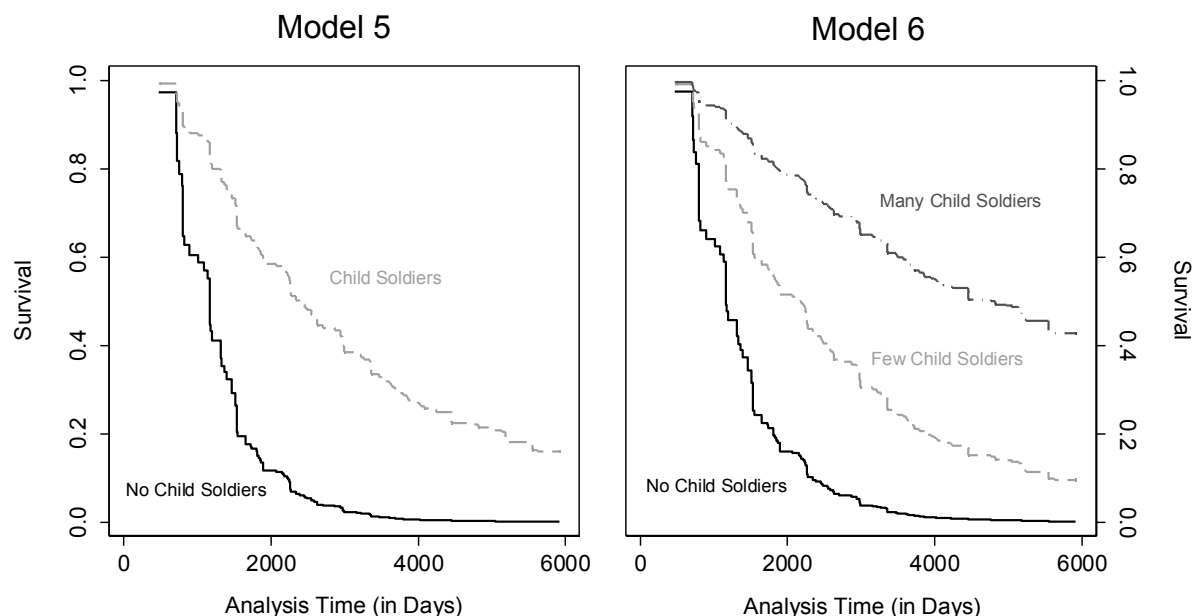 Model 5
Model 6
Survival
1.0
0.8
0.6
0.4
0.2
0.0
Child Soldiers
No Child Soldiers
0
2000
4000
6000
Analysis Time (in Days)
Many Child Soldiers
Few Child Soldiers
No Child Soldiers
0
2000
4000
6000
Analysis Time (in Days)
1.0
0.8
0.6
0.4
0.2
0.0
Survival